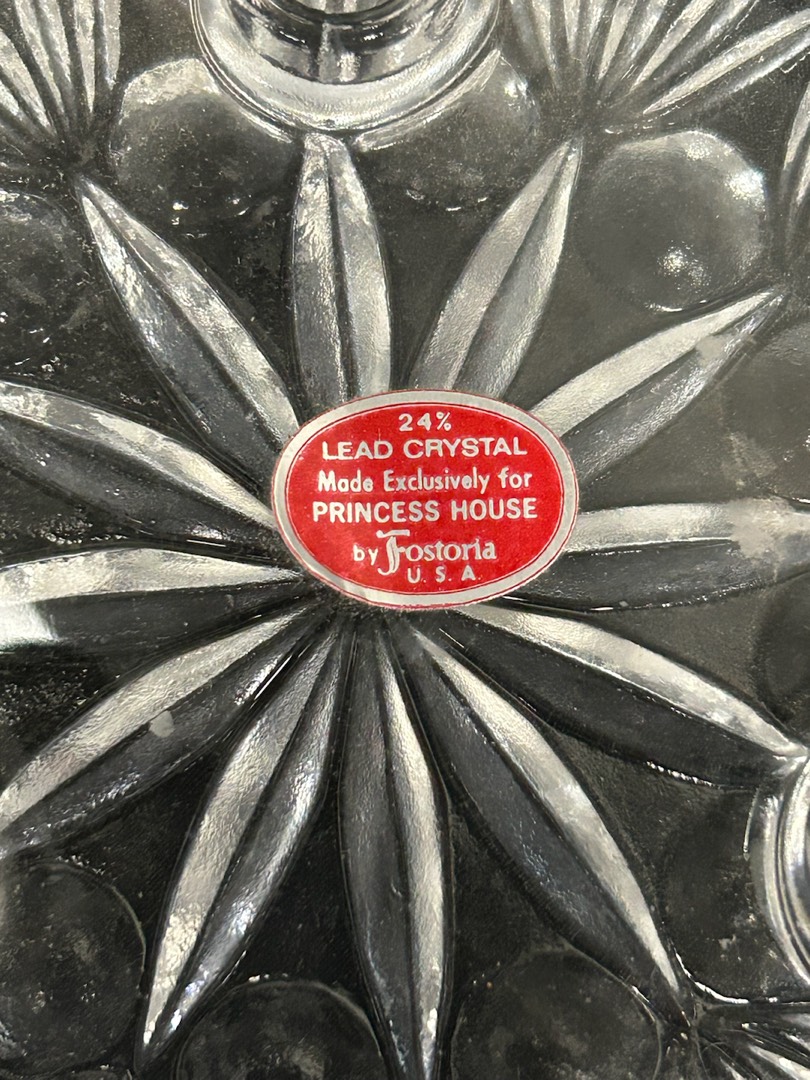 24%
LEAD CRYSTAL
Made Exclusively for
PRINCESS HOUSE
by Fostoria
U.S.A.